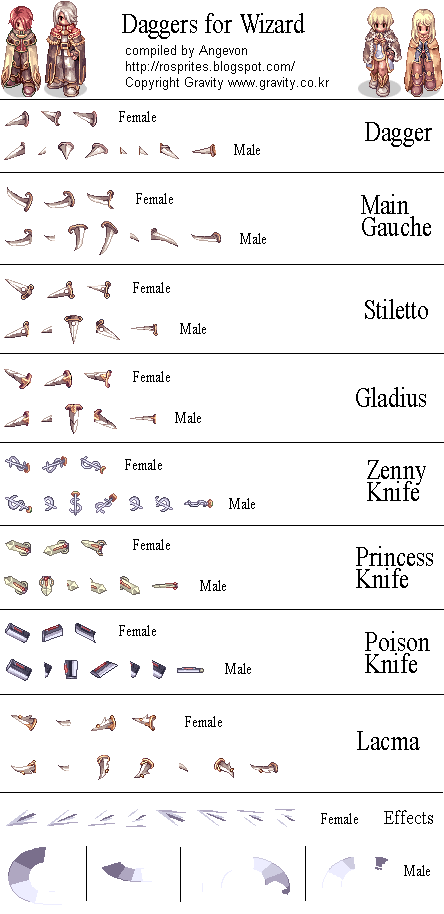 Daggers for Wizard
compiled by Angevon
http://rosprites.blogspot.com/
Copyright Gravity www.gravity.co.kr
Female
Dagger
Male
Female
Main
Gauche
Male
Female
Stiletto
Male
Female
Gladius
Male
Female
Zenny
Knife
Male
Female
Princess
Knife
Male
Female
Poison
Knife
Male
Female
Lacma
Male
Female Effects
Male